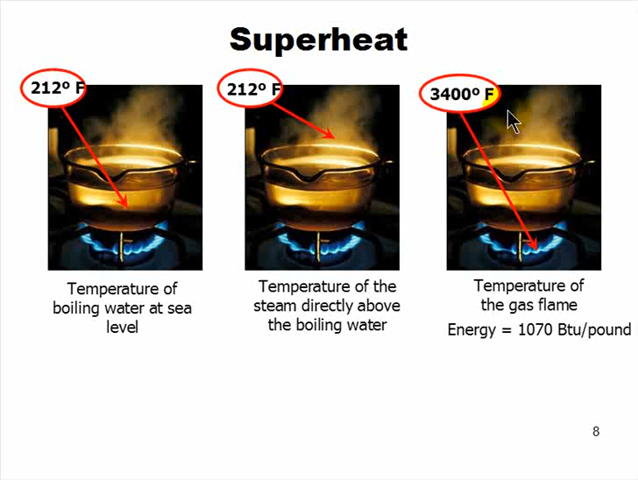 Superheat
212º F
212º F
3400º F
Temperature of
boiling water at sea
level
Temperature of the
steam directly above
the boiling water
Temperature of
the gas flame
Energy = 1070 Btu/pound
8